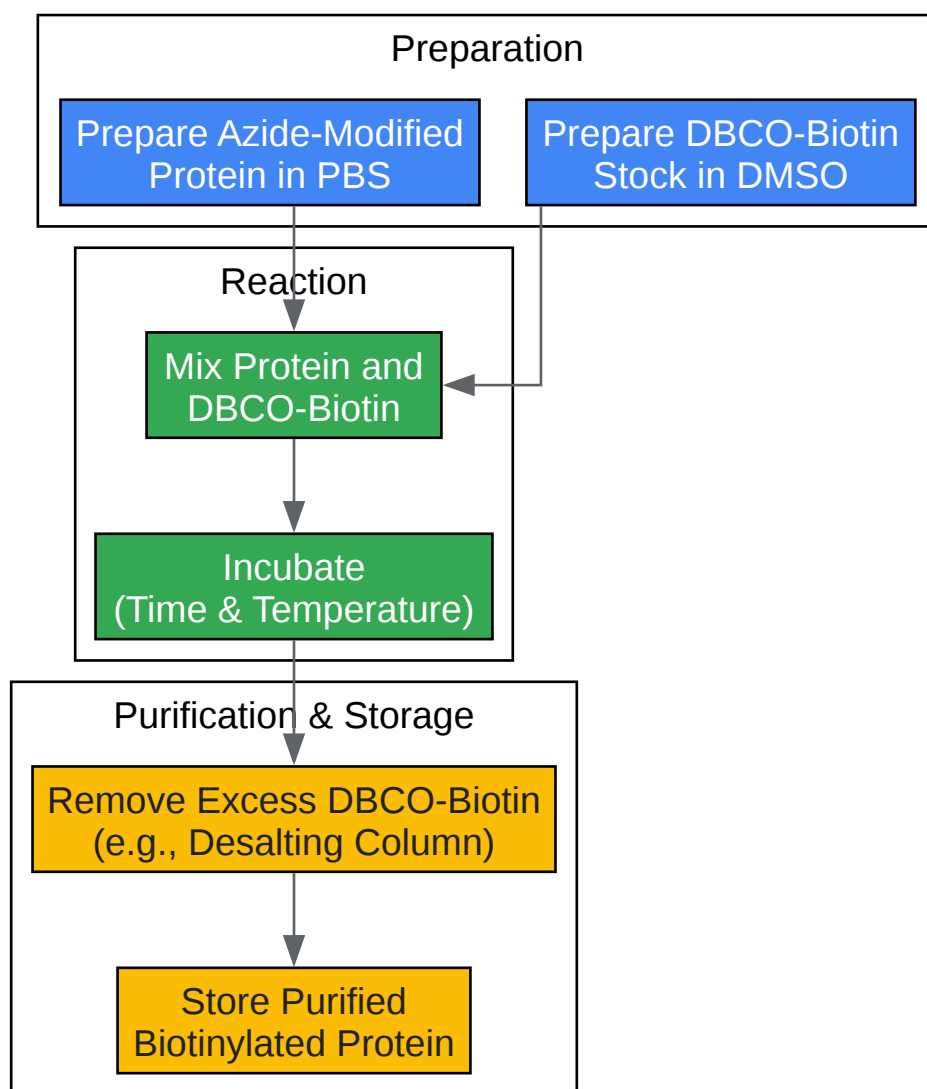 Preparation
Prepare Azide-Modified
Protein in PBS
Prepare DBCO-Biotin
Stock in DMSO
Reaction
Mix Protein and
DBCO-Biotin
Incubate
(Time & Temperature)
Purification & Storage
Remove Excess DBCO-Biotin
(e.g., Desalting Column)
Store Purified
Biotinylated Protein